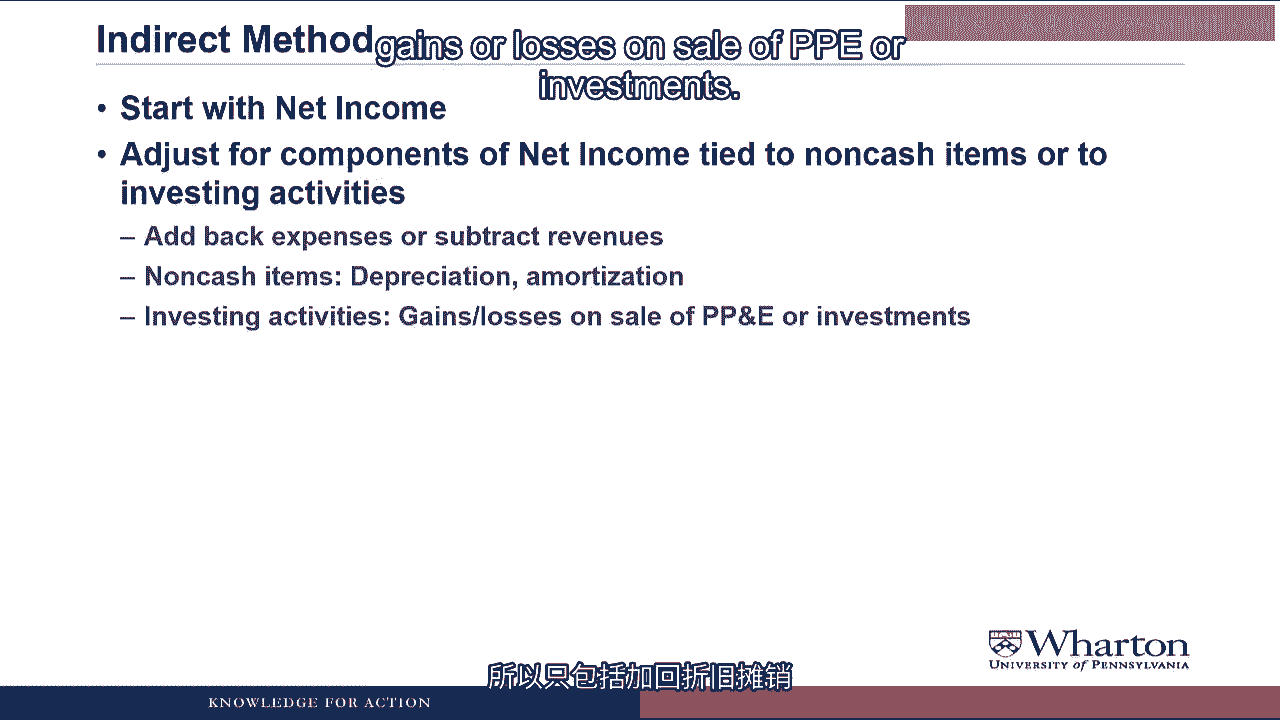 Indirect Method
gains or losses on sale of PPE or
investments.
• Start with Net Income
• Adjust for components of Net Income tied to noncash items or to
investing activities
– Add back expenses or subtract revenues
– Noncash items: Depreciation, amortization
– Investing activities: Gains/losses on sale of PP&E or investments
Wharton
UNIVERSITY of PENNSYLVANIA
所以只包括加回折旧摊销
KNOWLEDGE FOR ACTION